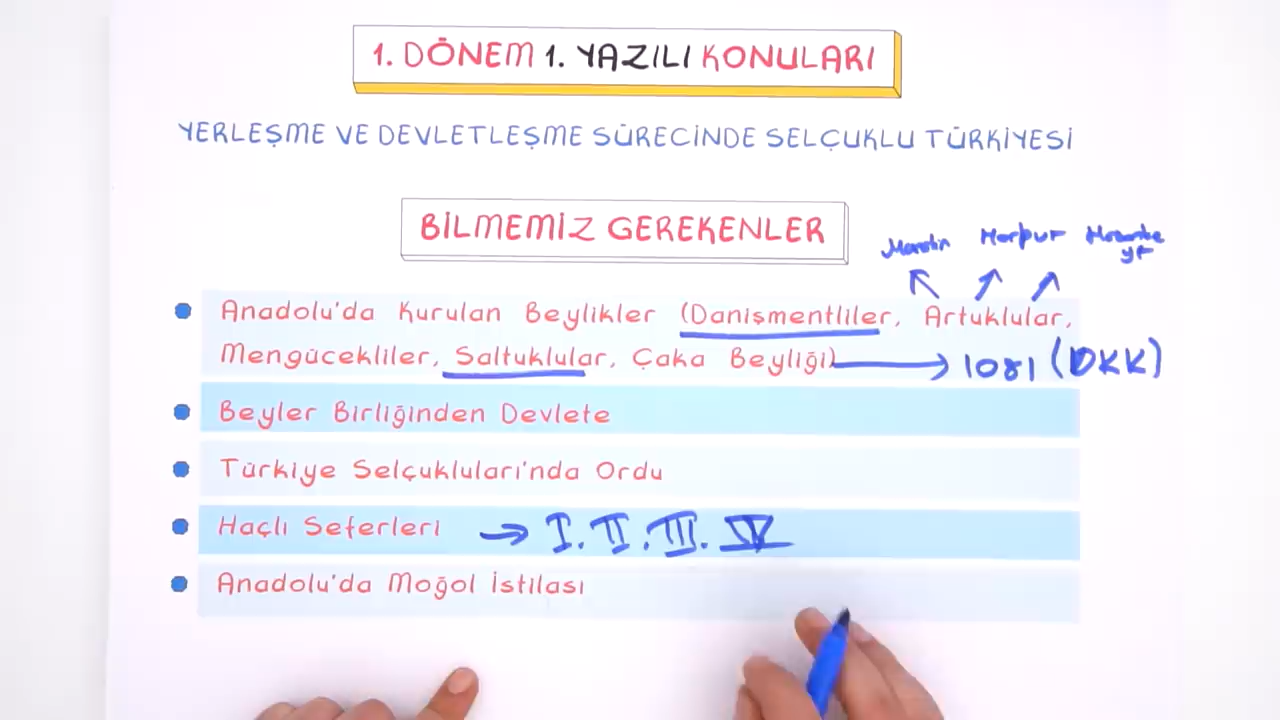 1. DÖNEM 1. YAZILI KONULARI
YERLEŞME VE DEVLETLEŞME SÜRECİNDE SELÇUKLU TÜRKİYESİ
BİLMEMİZ GEREKENLER
Mardin Harput Hasankeyf
Anadolu'da Kurulan Beylikler (Danişmentliler, Artuklular,
Mengücekliler, Saltuklular, Çaka Beyliği) → 1081 (DKK)
Beyler Birliğinden Devlete
Türkiye Selçukluları'nda Ordu
Haçlı Seferleri → I. II. III. IV
Anadolu'da Moğol İstilası